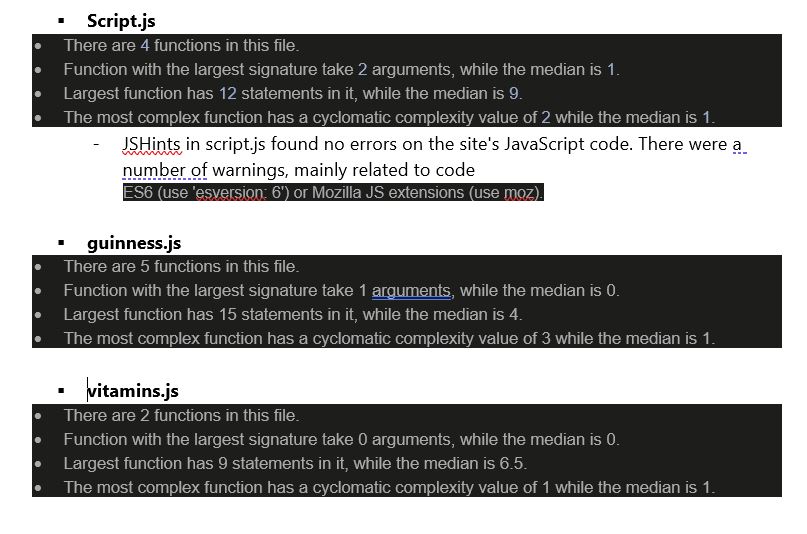 Script.js
There are 4 functions in this file.
Function with the largest signature take 2 arguments, while the median is 1.
Largest function has 12 statements in it, while the median is 9.
The most complex function has a cyclomatic complexity value of 2 while the median is 1.
- JSHints in script.js found no errors on the site's JavaScript code. There were a
number of warnings, mainly related to code
ES6 (use 'esversion: 6') or Mozilla JS extensions (use moz).
guinness.js
There are 5 functions in this file.
Function with the largest signature take 1 arguments, while the median is 0.
Largest function has 15 statements in it, while the median is 4.
The most complex function has a cyclomatic complexity value of 3 while the median is 1.
vitamins.js
There are 2 functions in this file.
Function with the largest signature take 0 arguments, while the median is 0.
Largest function has 9 statements in it, while the median is 6.5.
The most complex function has a cyclomatic complexity value of 1 while the median is 1.